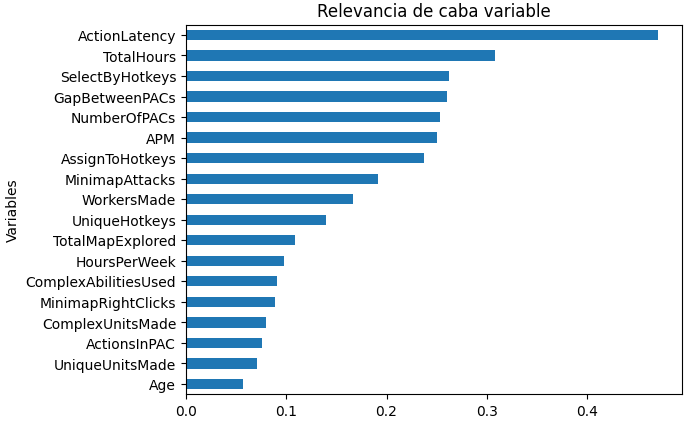 Relevancia de caba variable
ActionLatency
TotalHours
SelectByHotkeys
GapBetweenPACs
NumberOfPACs
APM
AssignToHotkeys
MinimapAttacks
WorkersMade
UniqueHotkeys
TotalMapExplored
HoursPerWeek
ComplexAbilitiesUsed
MinimapRightClicks
ComplexUnitsMade
ActionsInPAC
UniqueUnitsMade
Age
Variables
0.0 0.1 0.2 0.3 0.4